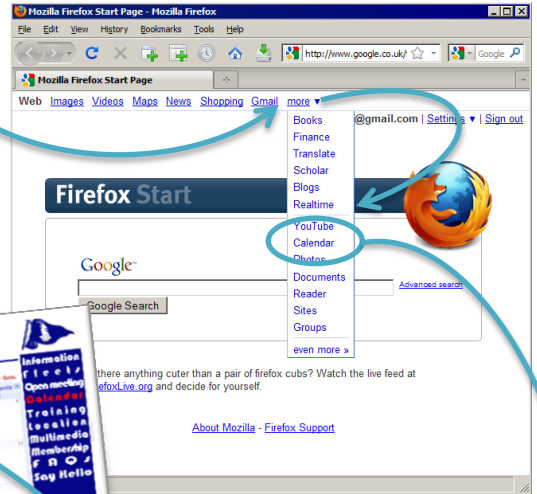 Mozilla Firefox Start Page - Mozilla Firefox
File Edit View History Bookmarks Tools Help
http://www.google.co.uk/ Google
Mozilla Firefox Start Page
Web Images Videos Maps News Shopping Gmail more ▼
@gmail.com | Settings ▼ | Sign out
Books
Finance
Translate
Scholar
Blogs
Realtime
YouTube
Calendar
Photos
Documents
Reader
Sites
Groups
even more »
Firefox Start
Google™
Advanced search
Google Search
there anything cuter than a pair of firefox cubs? Watch the live feed at
efoxLive.org and decide for yourself.
About Mozilla - Firefox Support
Information
Fleets
Open meeting
Calendar
Training
Location
Multimedia
Membership
FAQs
Say Hello